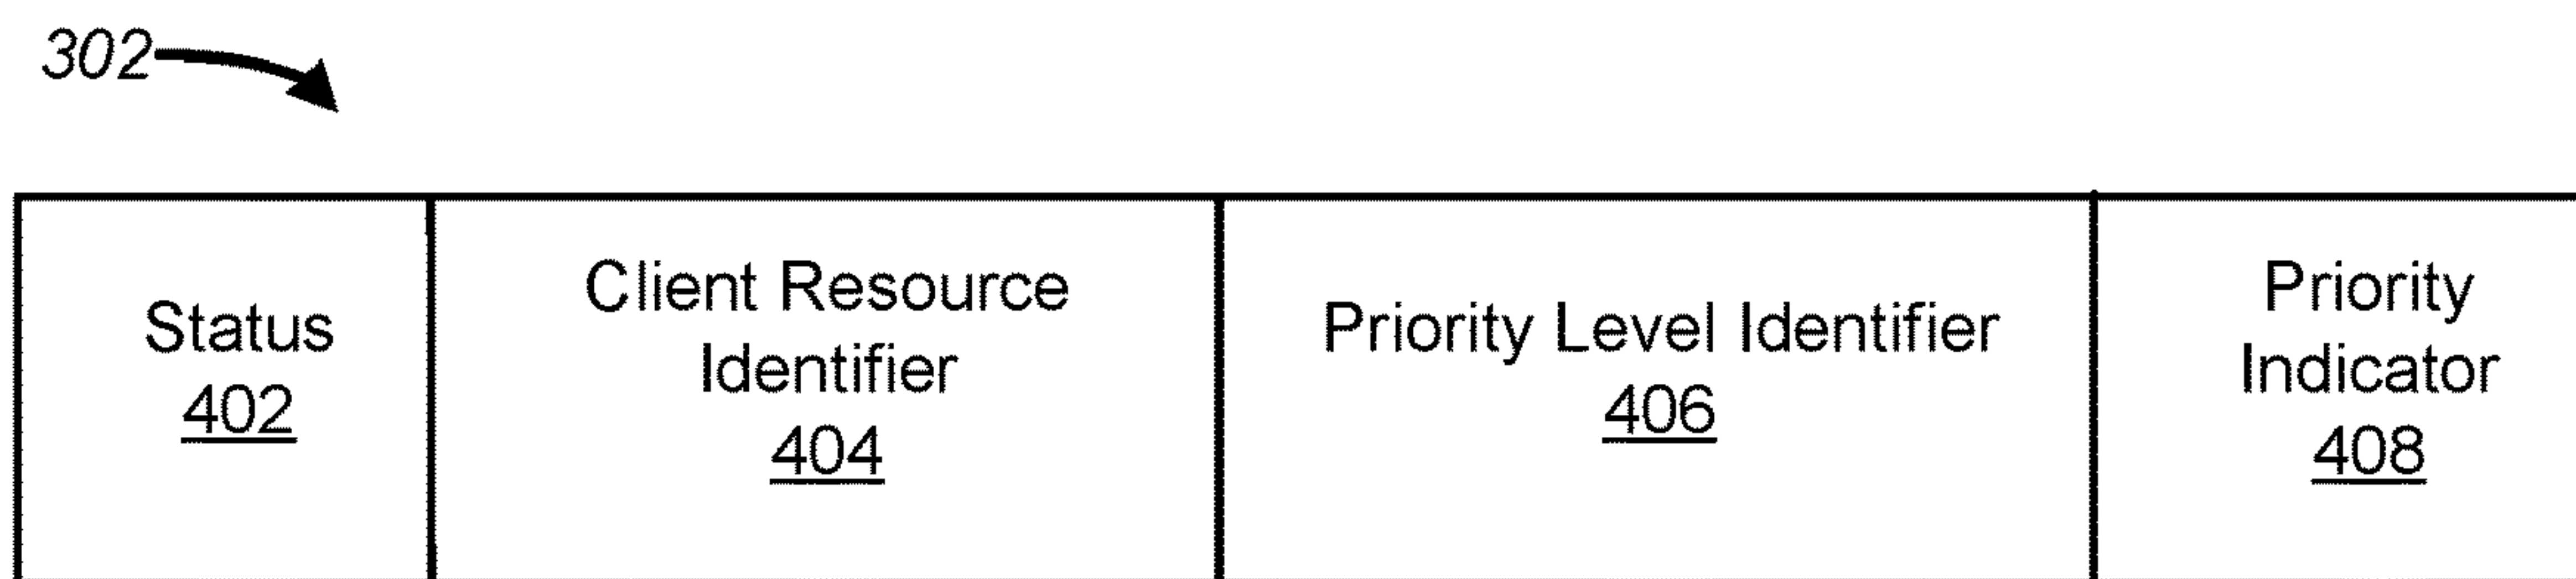 302
Status
402
Client Resource
Identifier
404
Priority Level Identifier
406
Priority
Indicator
408